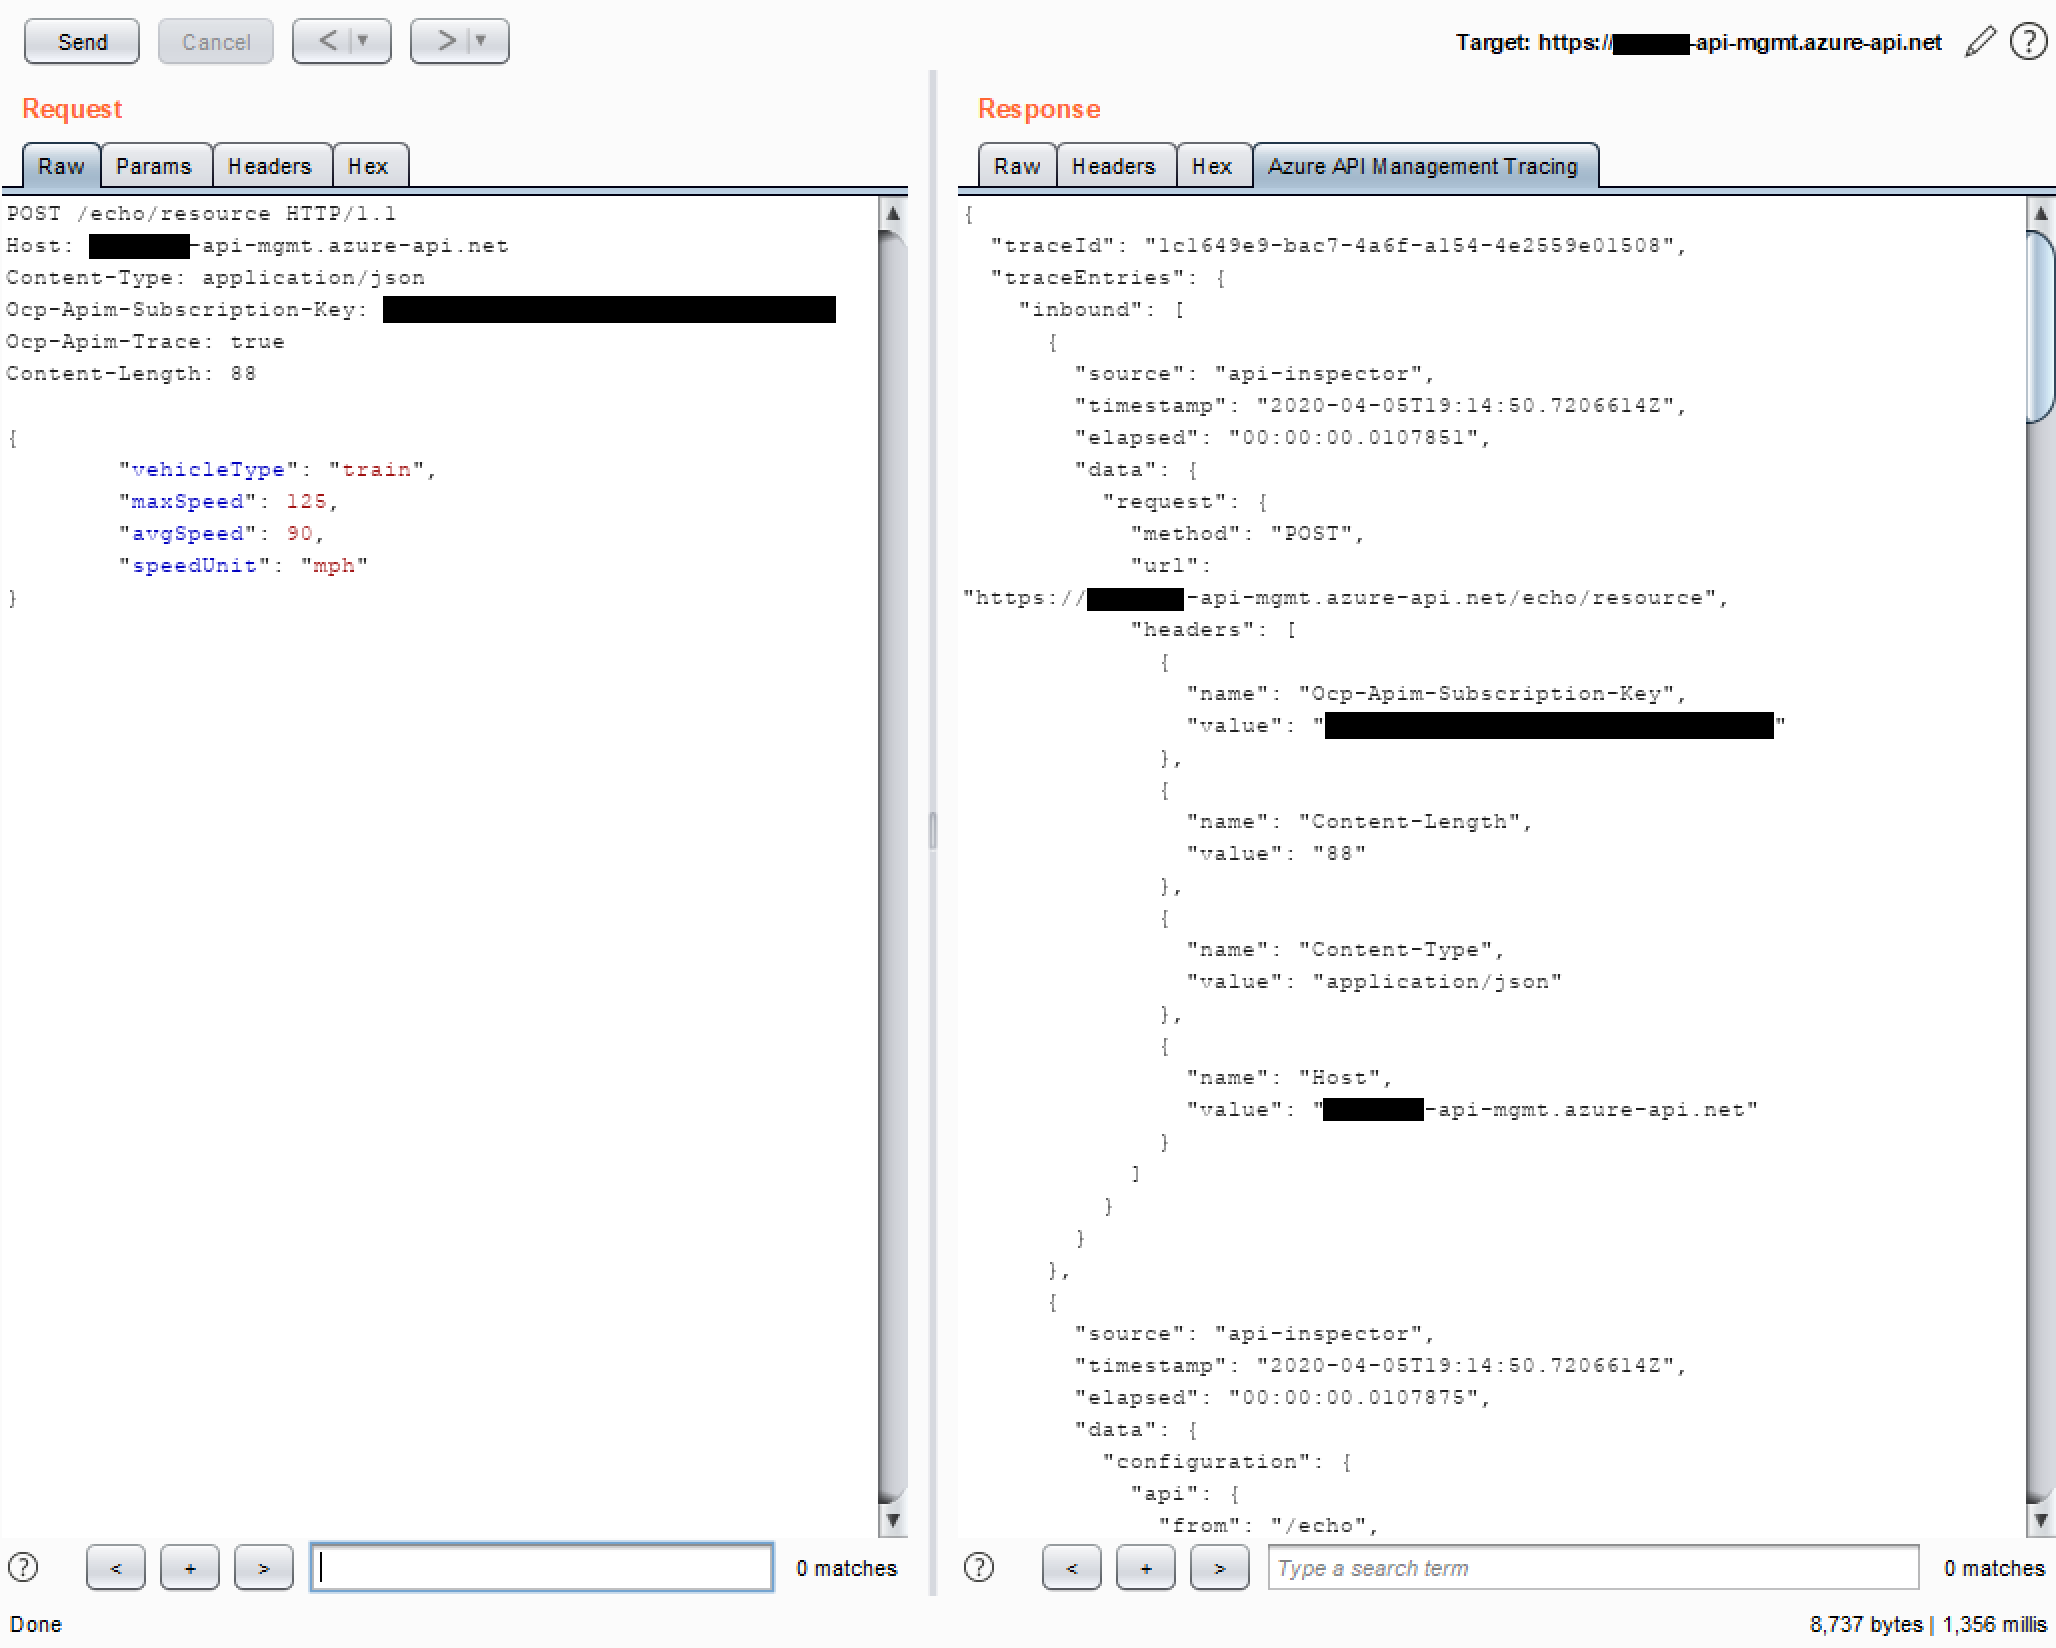 Send Cancel < ▼ > ▼ Target: https:// -api-mgmt.azure-api.net ?
Request
Raw Params Headers Hex
POST /echo/resource HTTP/1.1
Host: -api-mgmt.azure-api.net
Content-Type: application/json
Ocp-Apim-Subscription-Key:
Ocp-Apim-Trace: true
Content-Length: 88
{
"vehicleType": "train",
"maxSpeed": 125,
"avgSpeed": 90,
"speedUnit": "mph"
}
? < + > 0 matches
Done
Response
Raw Headers Hex Azure API Management Tracing
{
"traceId": "1c1649e9-bac7-4a6f-a154-4e2559e01508",
"traceEntries": {
"inbound": [
{
"source": "api-inspector",
"timestamp": "2020-04-05T19:14:50.7206614Z",
"elapsed": "00:00:00.0107851",
"data": {
"request": {
"method": "POST",
"url":
"https:// -api-mgmt.azure-api.net/echo/resource",
"headers": [
{
"name": "Ocp-Apim-Subscription-Key",
"value": " "
},
{
"name": "Content-Length",
"value": "88"
},
{
"name": "Content-Type",
"value": "application/json"
},
{
"name": "Host",
"value": " -api-mgmt.azure-api.net"
}
]
}
}
},
{
"source": "api-inspector",
"timestamp": "2020-04-05T19:14:50.7206614Z",
"elapsed": "00:00:00.0107875",
"data": {
"configuration": {
"api": {
"from": "/echo",
? < + > Type a search term 0 matches
8,737 bytes | 1,356 millis